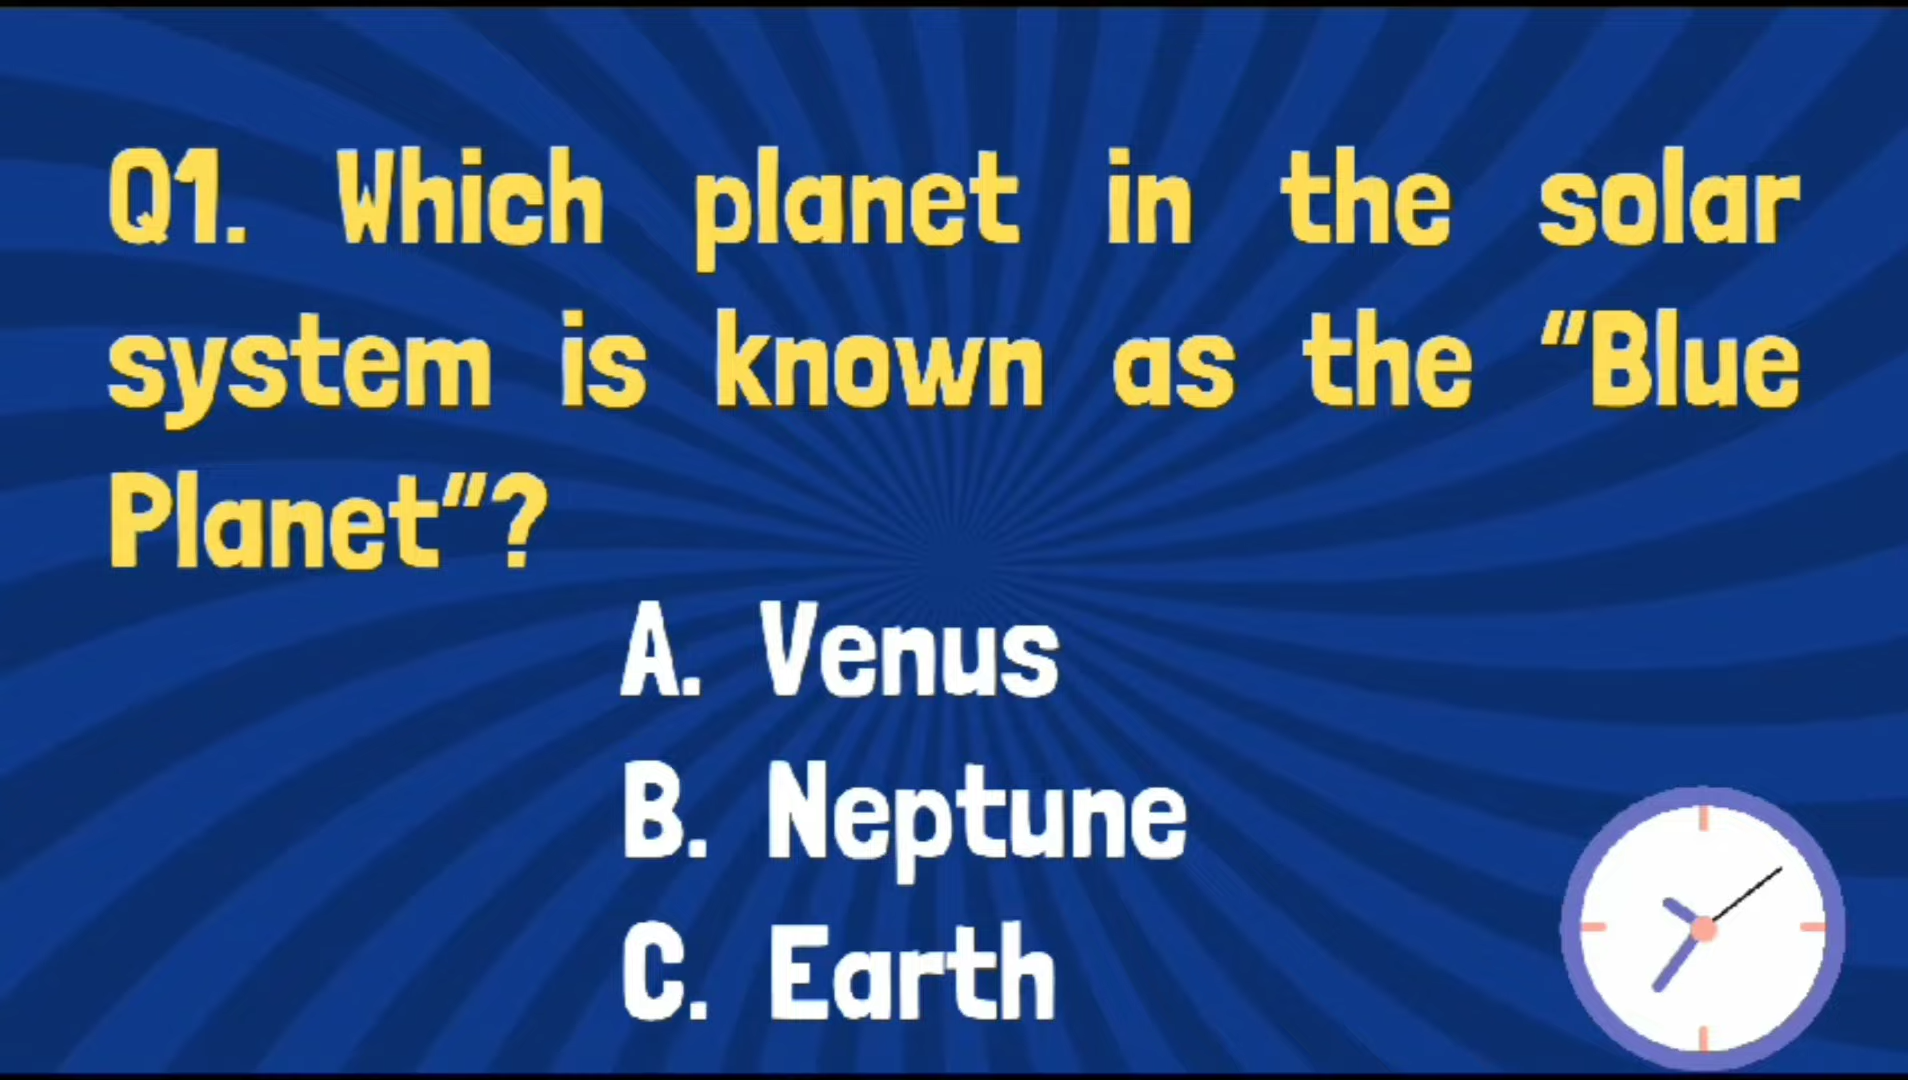 Q1. Which planet in the solar
system is known as the "Blue
Planet"?
A. Venus
B. Neptune
C. Earth